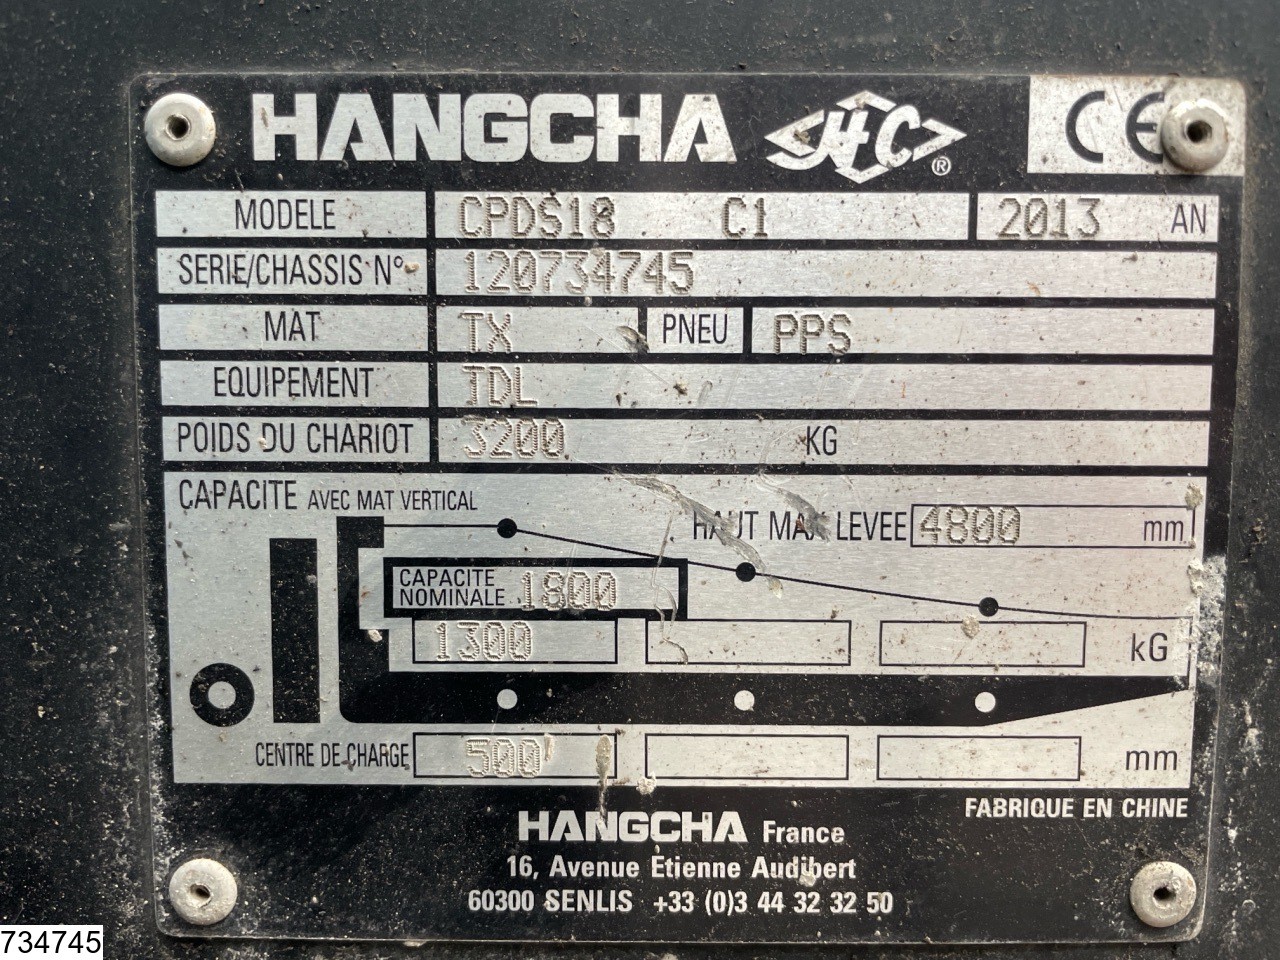 HANGCHA HC ® CE
MODELE CPDS18 C1 2013 AN
SERIE/CHASSIS N° 120734745
MAT TX PNEU PPS
EQUIPEMENT TDL
POIDS DU CHARIOT 3200 KG
CAPACITE AVEC MAT VERTICAL
HAUT MAX LEVEE 4800 mm
CAPACITE NOMINALE 1800
1300 kG
CENTRE DE CHARGE 500 mm
FABRIQUE EN CHINE
HANGCHA France
16, Avenue Etienne Audibert
60300 SENLIS +33 (0)3 44 32 32 50
734745